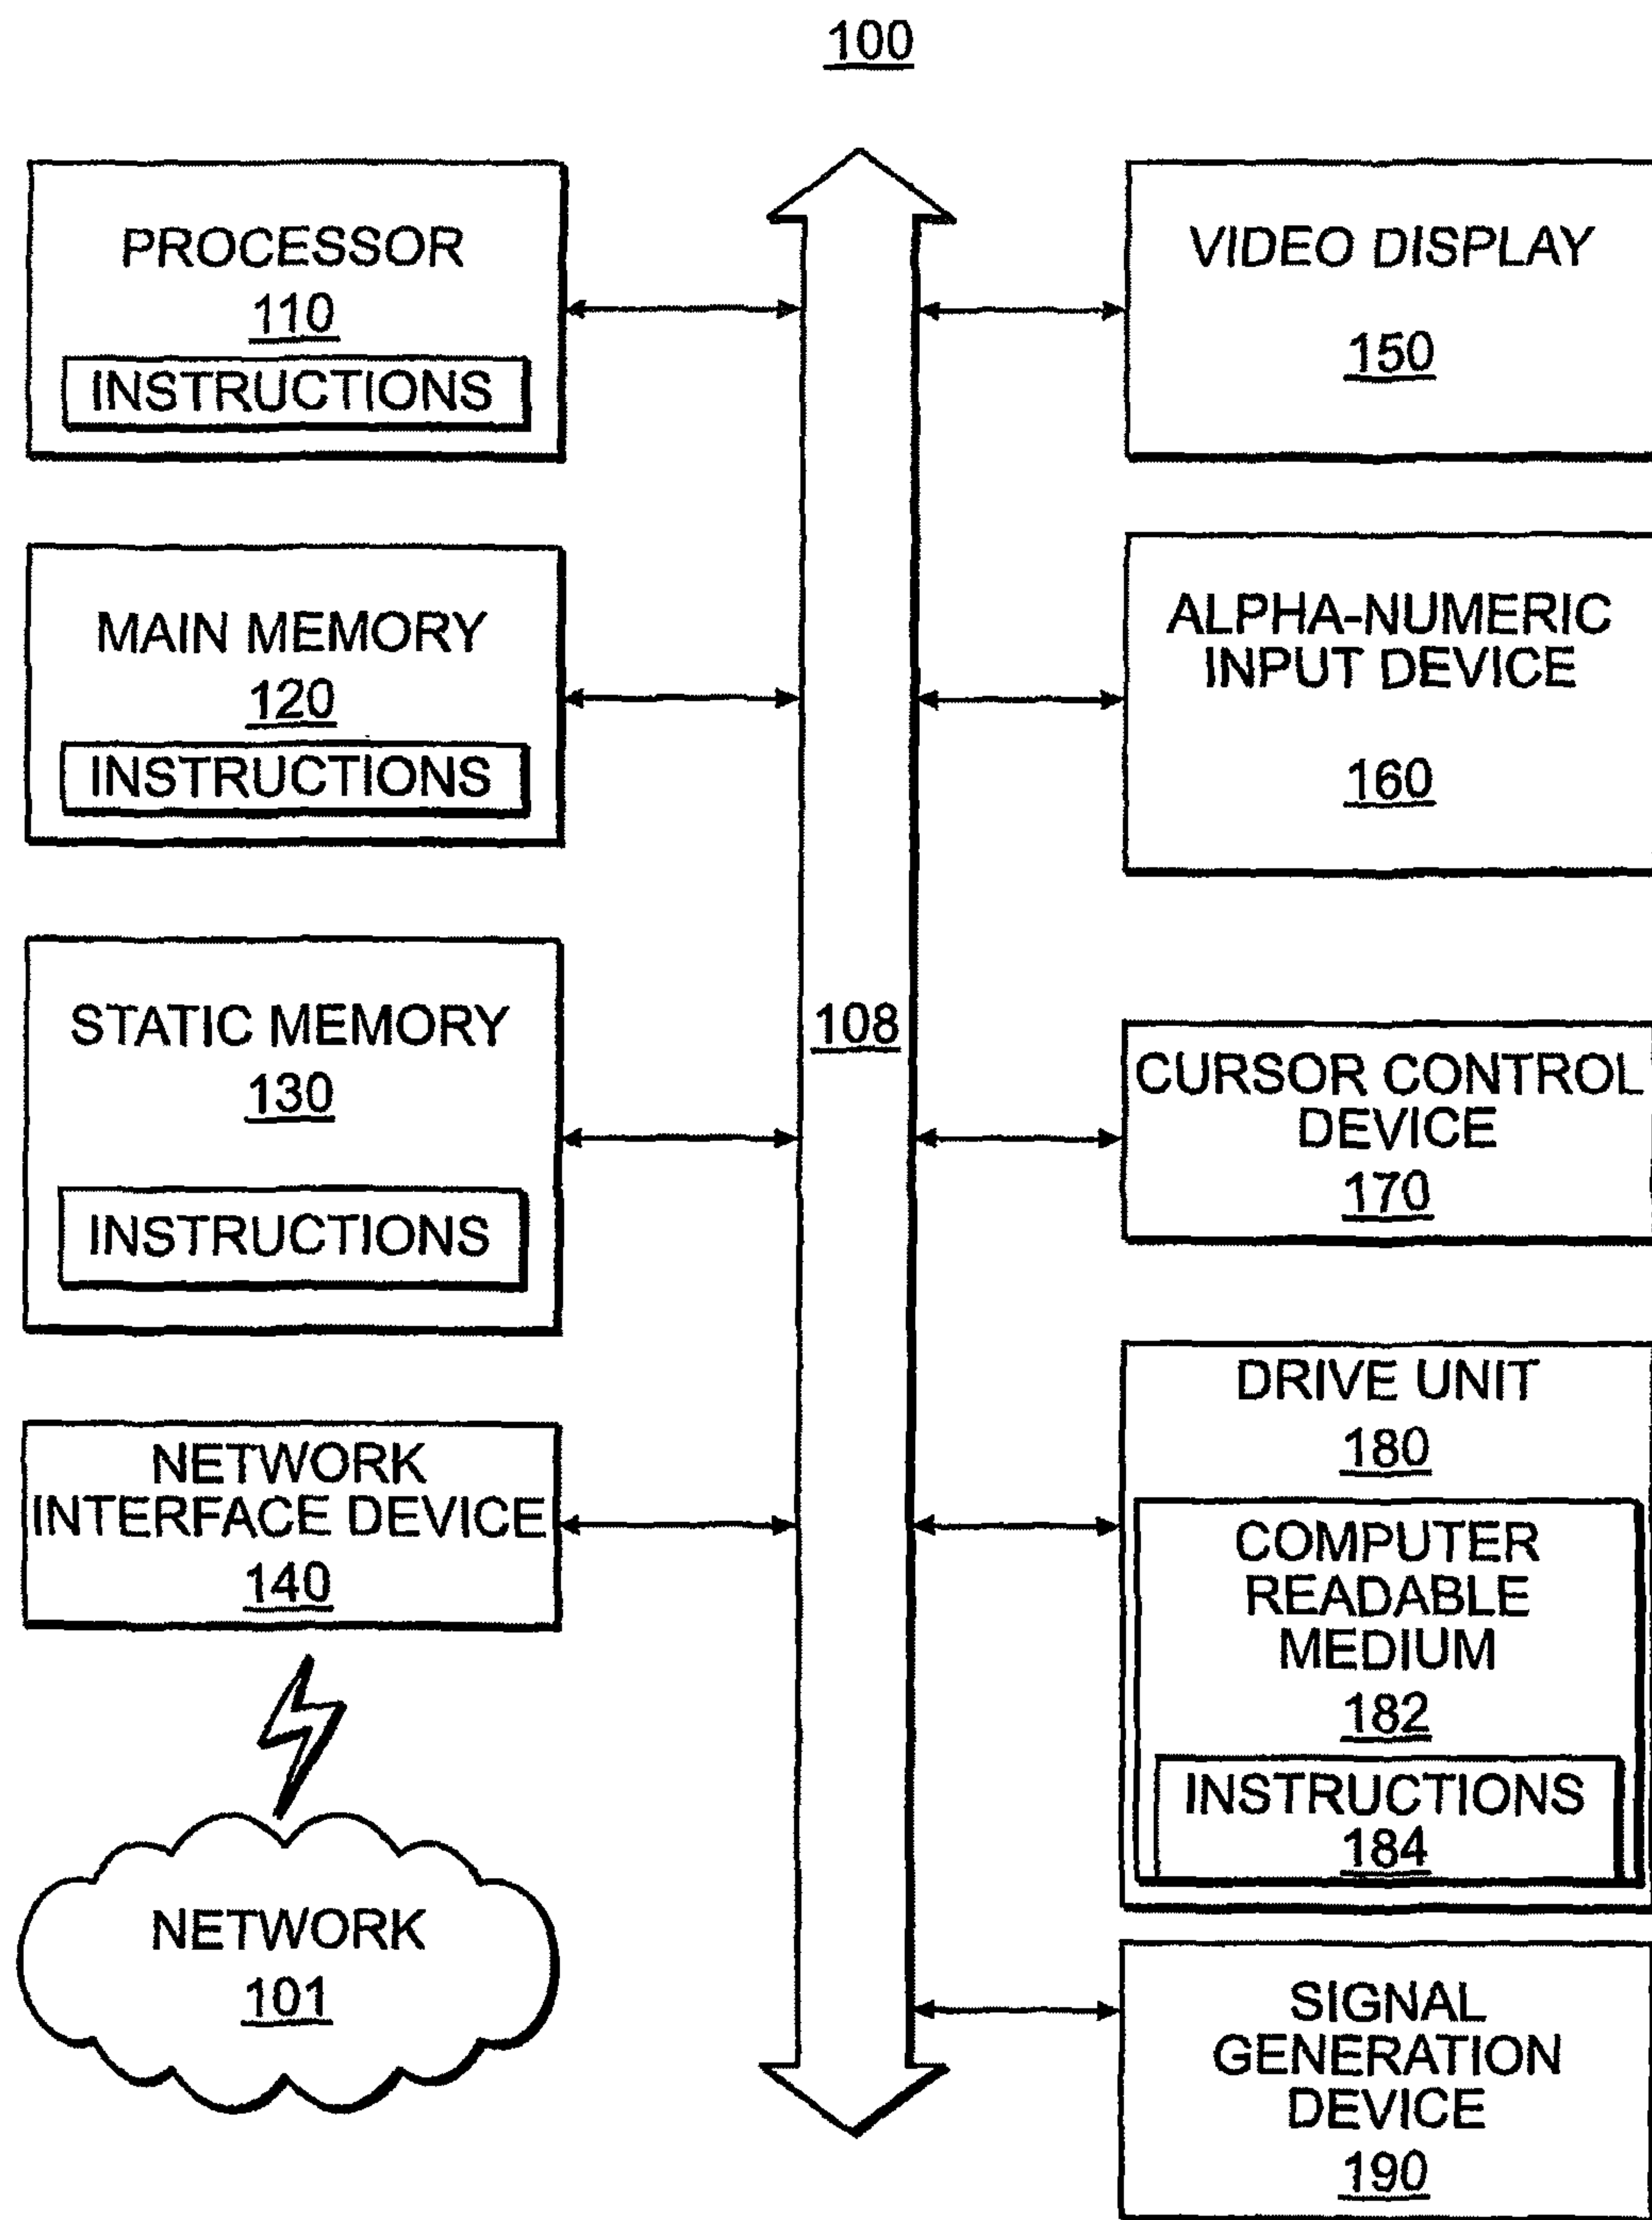 100
PROCESSOR
110
INSTRUCTIONS
MAIN MEMORY
120
INSTRUCTIONS
STATIC MEMORY
130
INSTRUCTIONS
NETWORK
INTERFACE DEVICE
140
NETWORK
101
108
VIDEO DISPLAY
150
ALPHA-NUMERIC
INPUT DEVICE
160
CURSOR CONTROL
DEVICE
170
DRIVE UNIT
180
COMPUTER
READABLE
MEDIUM
182
INSTRUCTIONS
184
SIGNAL
GENERATION
DEVICE
190